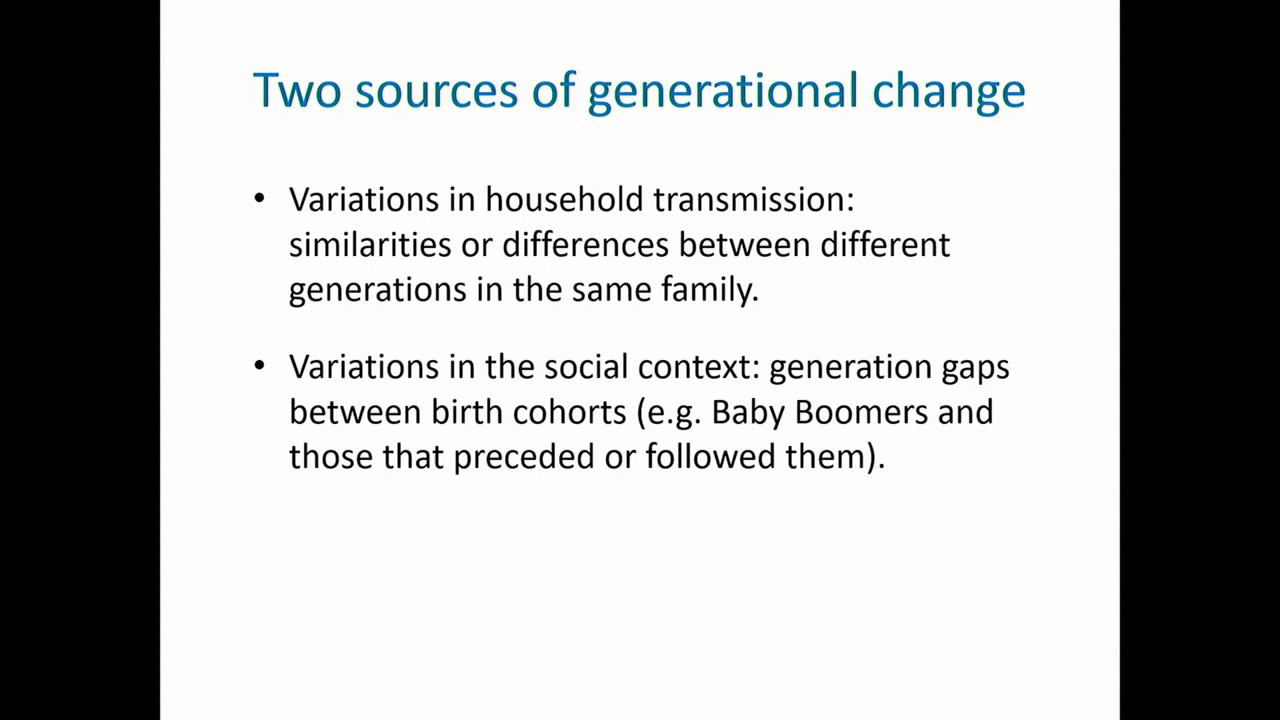 Two sources of generational change
• Variations in household transmission:
similarities or differences between different
generations in the same family.
• Variations in the social context: generation gaps
between birth cohorts (e.g. Baby Boomers and
those that preceded or followed them).